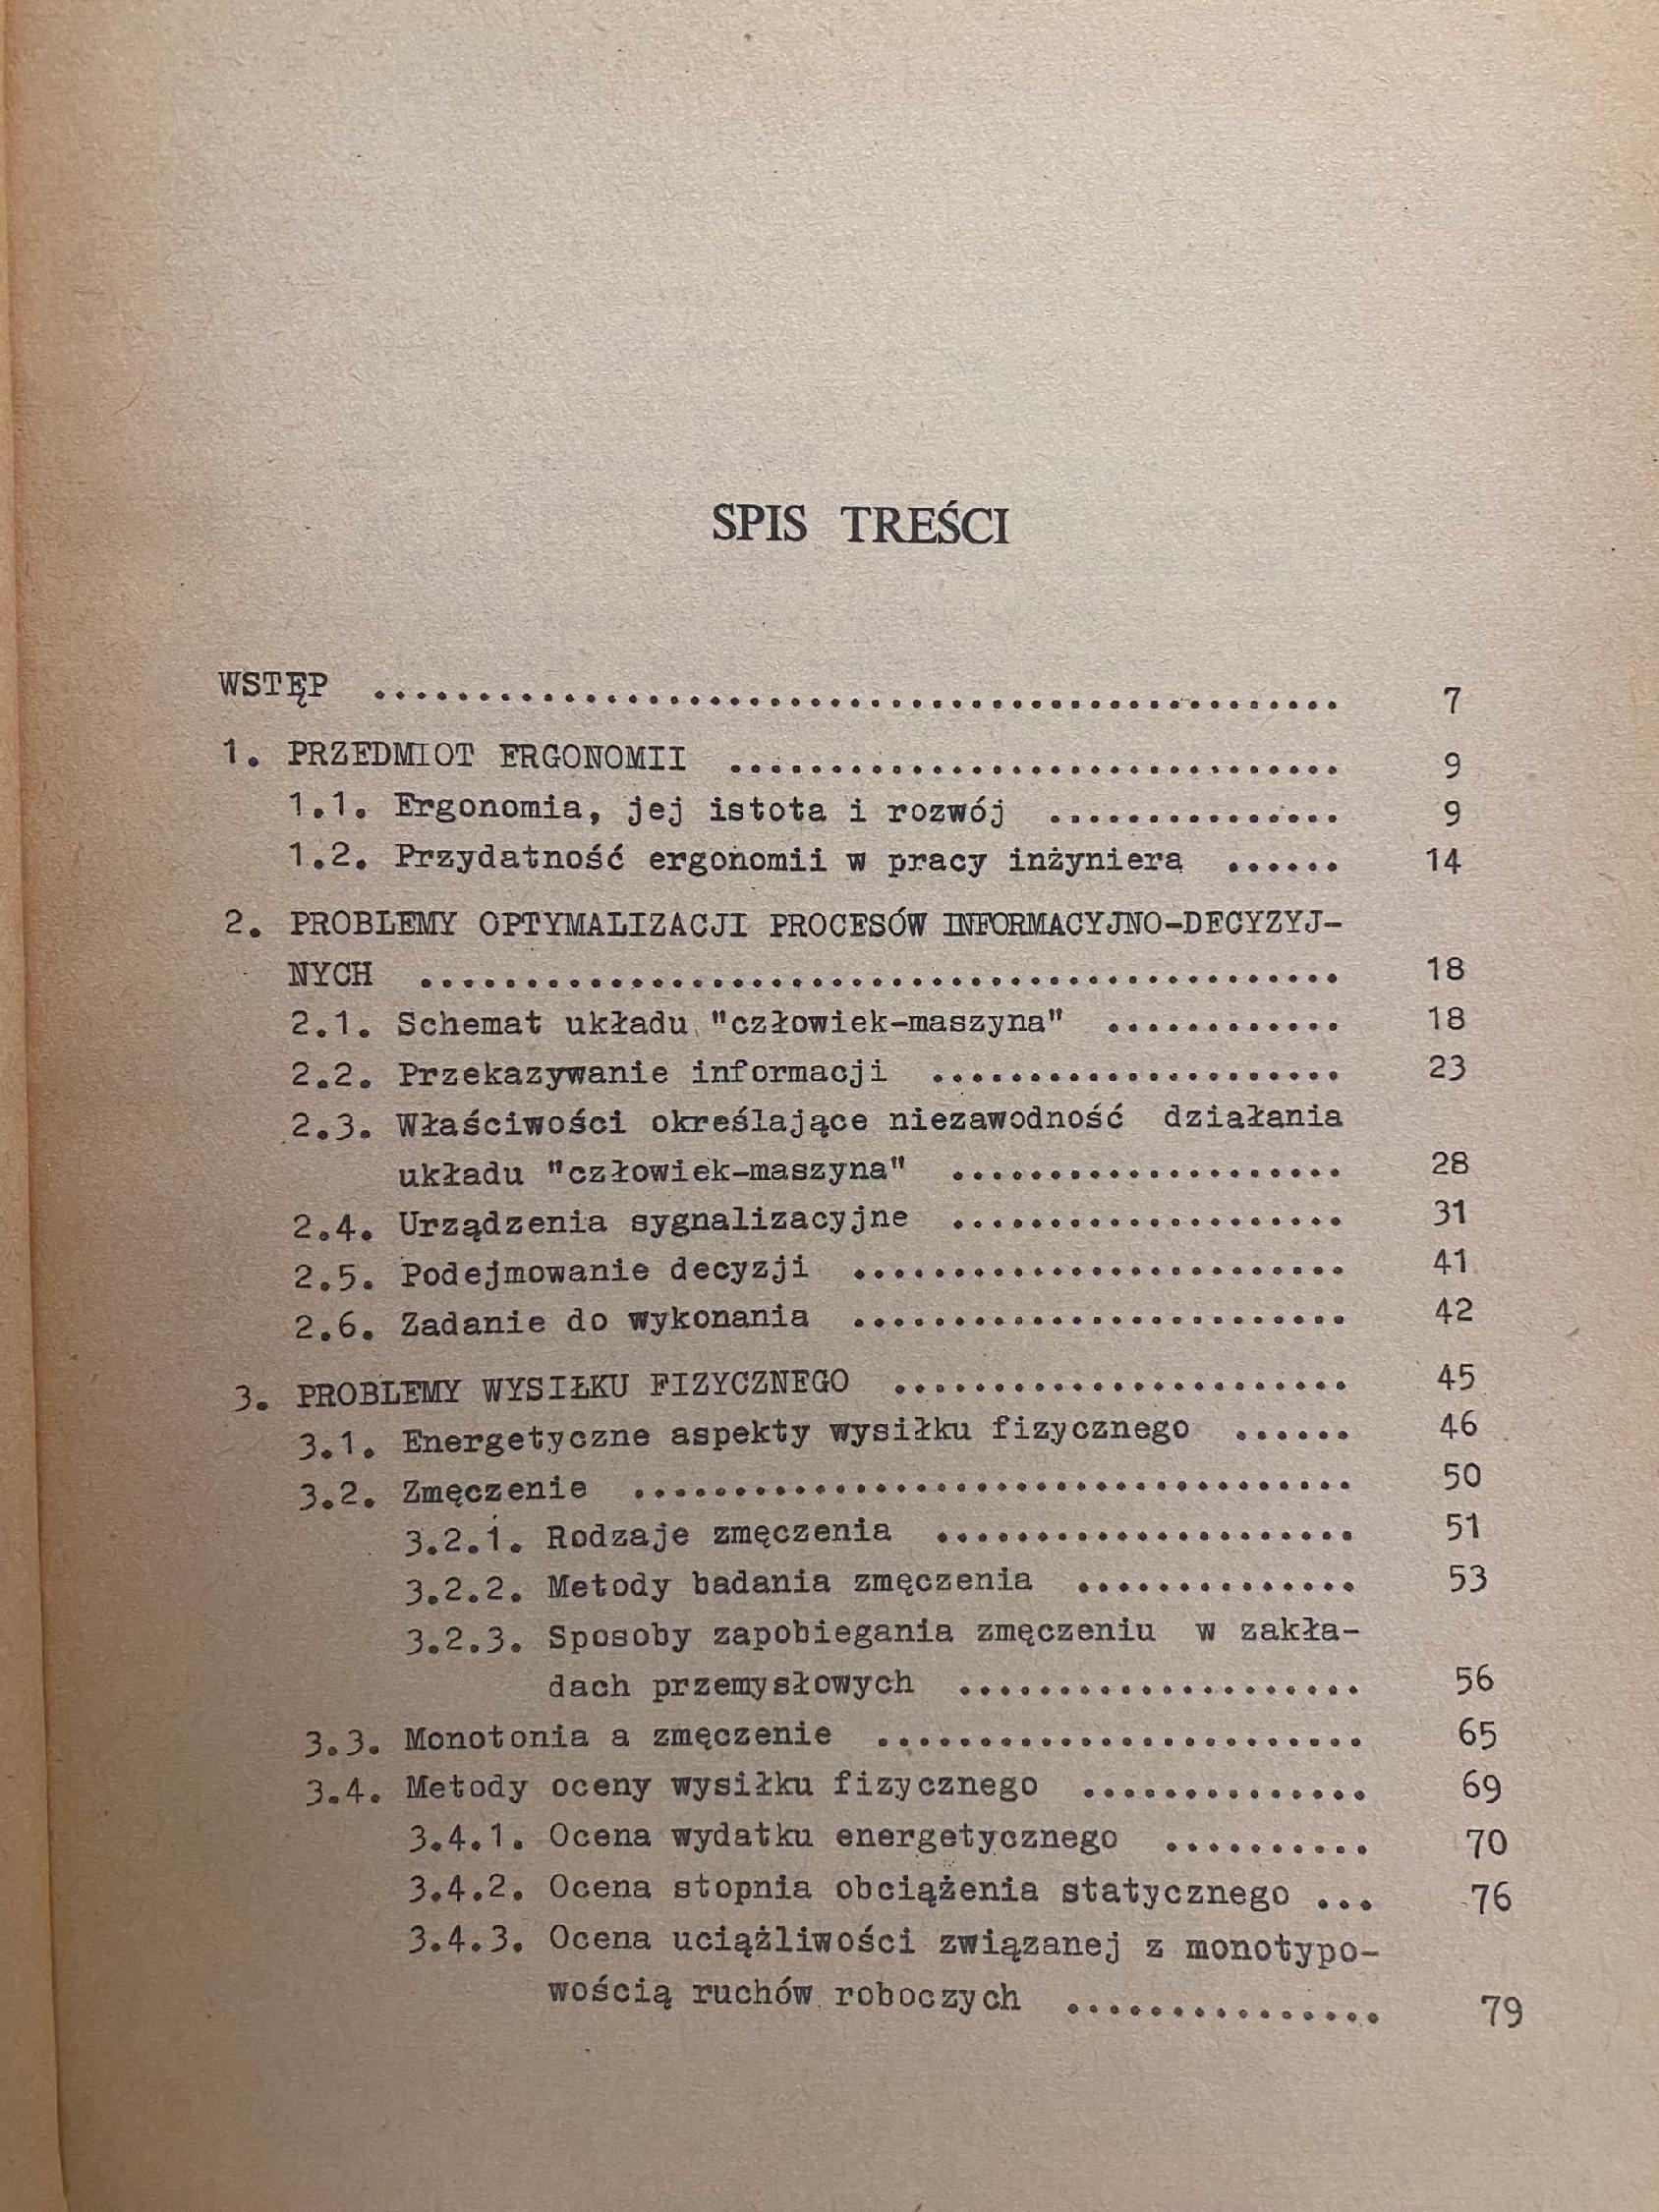 SPIS TREŚCI
WSTĘP ................................................ 7
1. PRZEDMIOT ERGONOMII ............................... 9
1.1. Ergonomia, jej istota i rozwój ............... 9
1.2. Przydatność ergonomii w pracy inżyniera ...... 14
2. PROBLEMY OPTYMALIZACJI PROCESÓW INFORMACYJNO-DECYZYJ-
NYCH .............................................. 18
2.1. Schemat układu "człowiek-maszyna" ............ 18
2.2. Przekazywanie informacji ..................... 23
2.3. Właściwości określające niezawodność działania
układu "człowiek-maszyna" .................... 28
2.4. Urządzenia sygnalizacyjne .................... 31
2.5. Podejmowanie decyzji ......................... 41
2.6. Zadanie do wykonania ......................... 42
3. PROBLEMY WYSIŁKU FIZYCZNEGO ....................... 45
3.1. Energetyczne aspekty wysiłku fizycznego ...... 46
3.2. Zmęczenie .................................... 50
3.2.1. Rodzaje zmęczenia ..................... 51
3.2.2. Metody badania zmęczenia .............. 53
3.2.3. Sposoby zapobiegania zmęczeniu w zakła-
dach przemysłowych .................... 56
3.3. Monotonia a zmęczenie ........................ 65
3.4. Metody oceny wysiłku fizycznego .............. 69
3.4.1. Ocena wydatku energetycznego .......... 70
3.4.2. Ocena stopnia obciążenia statycznego ... 76
3.4.3. Ocena uciążliwości związanej z monotypo-
wością ruchów roboczych ............... 79